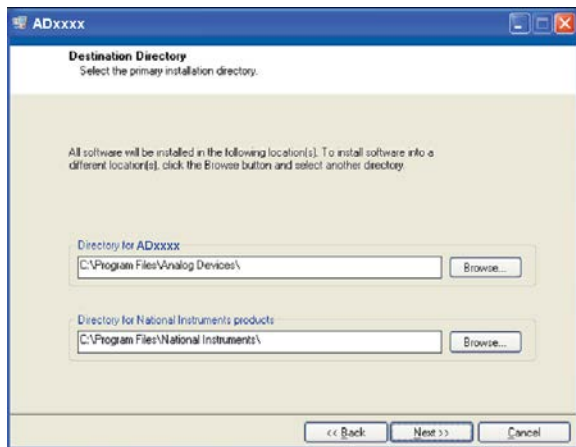 ADxxxx
Destination Directory
Select the primary installation directory.
All software will be installed in the following location(s). To install software into a
different location(s), click the Browse button and select another directory.
Directory for ADxxxx
C:\Program Files\Analog Devices\
Browse...
Directory for National Instruments products
C:\Program Files\National Instruments\
Browse...
<< Back
Next >>
Cancel